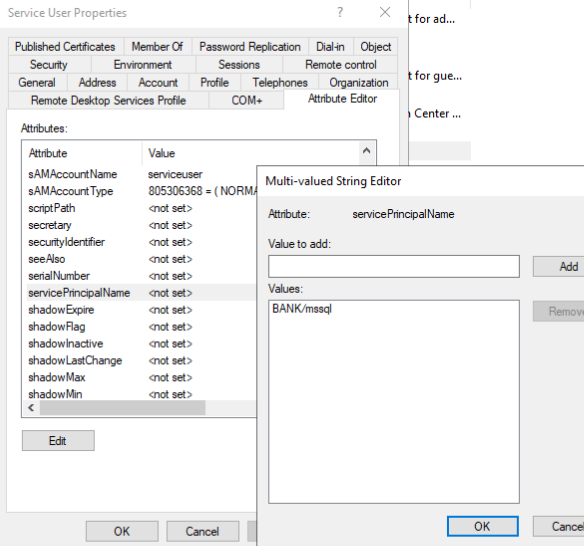 Service User Properties
?
t for ad...
Published Certificates Member Of Password Replication Dial-in Object
Security Environment Sessions Remote control
General Address Account Profile Telephones Organization
Remote Desktop Services Profile COM+ Attribute Editor
t for gue...
Center ...
Attributes:
Attribute Value
sAMAccountName serviceuser
sAMAccountType 805306368 = ( NORMA
scriptPath <not set>
secretary <not set>
securityIdentifier <not set>
seeAlso <not set>
serialNumber <not set>
servicePrincipalName <not set>
shadowExpire <not set>
shadowFlag <not set>
shadowInactive <not set>
shadowLastChange <not set>
shadowMax <not set>
shadowMin <not set>
Edit
OK Cancel
Multi-valued String Editor
Attribute: servicePrincipalName
Value to add:
Add
Values:
Remove
BANK/mssql
OK Cancel